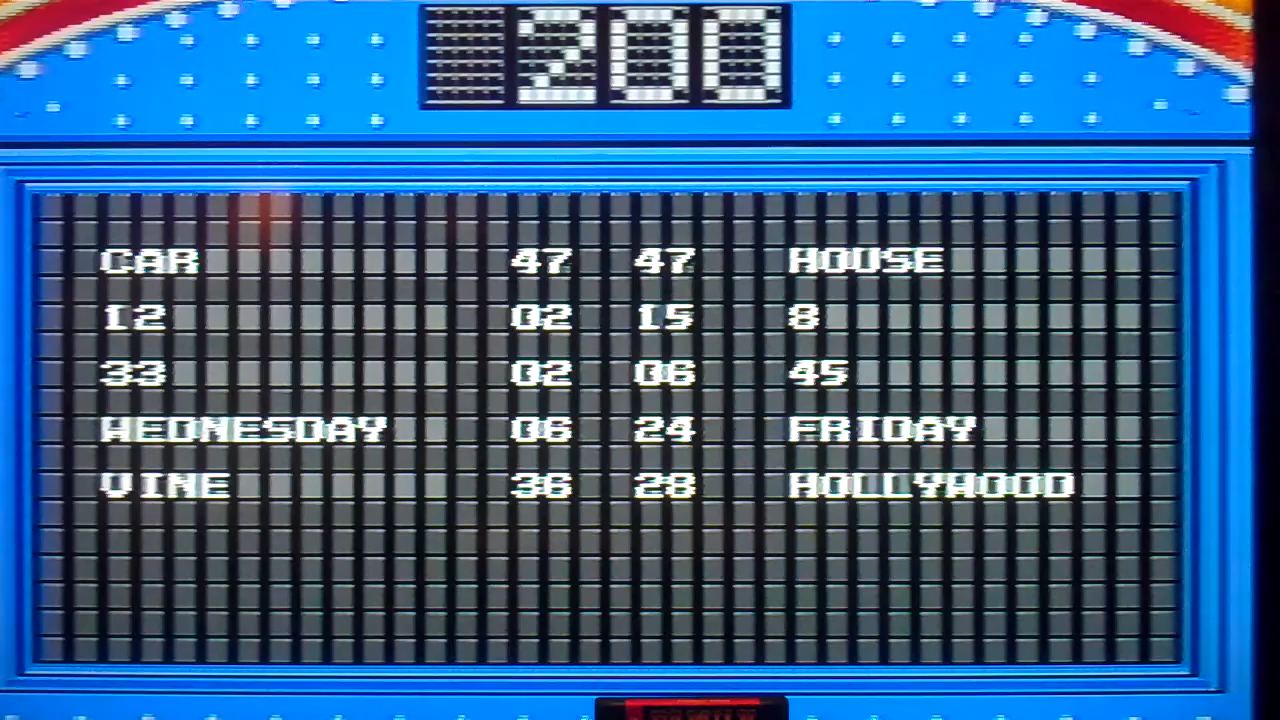 200
CAR 47 47 HOUSE
12 02 15 8
33 02 06 45
WEDNESDAY 06 24 FRIDAY
VINE 36 28 HOLLYWOOD